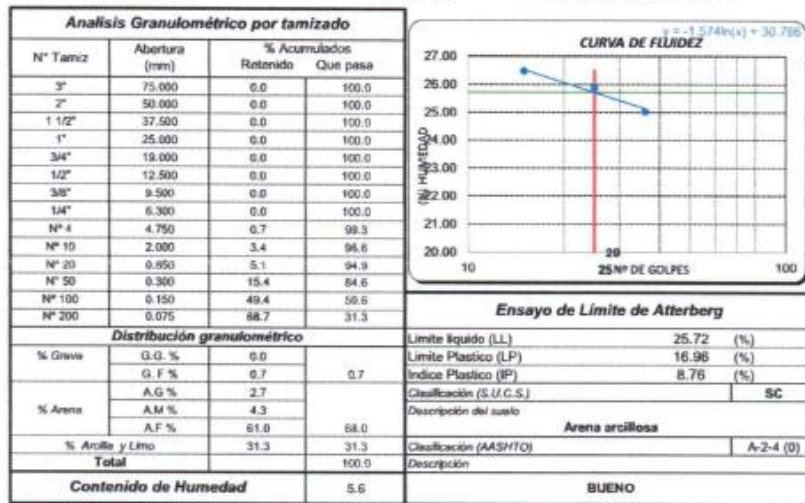 Analisis Granulométrico por tamizado
N° Tamiz Abertura (mm) % Acumulados
Retenido Que pasa
3" 75.000 0.0 100.0
2" 50.000 0.0 100.0
1 1/2" 37.500 0.0 100.0
1" 25.000 0.0 100.0
3/4" 19.000 0.0 100.0
1/2" 12.500 0.0 100.0
3/8" 9.500 0.0 100.0
1/4" 6.300 0.0 100.0
N° 4 4.750 0.7 99.3
N° 10 2.000 3.4 96.6
N° 20 0.850 5.1 94.9
N° 50 0.300 15.4 84.6
N° 100 0.150 49.4 50.6
N° 200 0.075 68.7 31.3
Distribución granulométrico
% Grava G.G. % 0.0
G. F % 0.7 0.7
% Arena A.G % 2.7
A.M % 4.3
A.F % 61.0 68.0
% Arcilla y Limo 31.3 31.3
Total 100.0
Contenido de Humedad 5.6
y = -1.574ln(x) + 30.786
CURVA DE FLUIDEZ
27.00
26.00
25.00
24.00
23.00
22.00
21.00
20.00
(%) HUMEDAD
10 20 100
25 N° DE GOLPES
Ensayo de Límite de Atterberg
Limite liquido (LL) 25.72 (%)
Limite Plastico (LP) 16.96 (%)
Indice Plastico (IP) 8.76 (%)
Clasificación (S.U.C.S.) SC
Descripción del suelo
Arena arcillosa
Clasificación (AASHTO) A-2-4 (0)
Descripción
BUENO